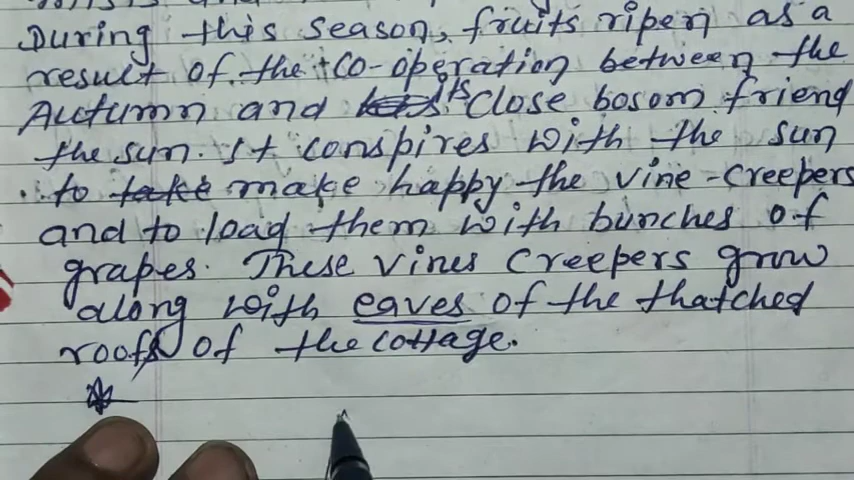 During this season, fruits ripen as a
result of the co-operation between the
Autumn and its close bosom friend
the sun. It conspires with the sun
to take make happy the vine-creepers
and to load them with bunches of
grapes. These vines creepers grow
along with eaves of the thatched
roofs of the cottage.